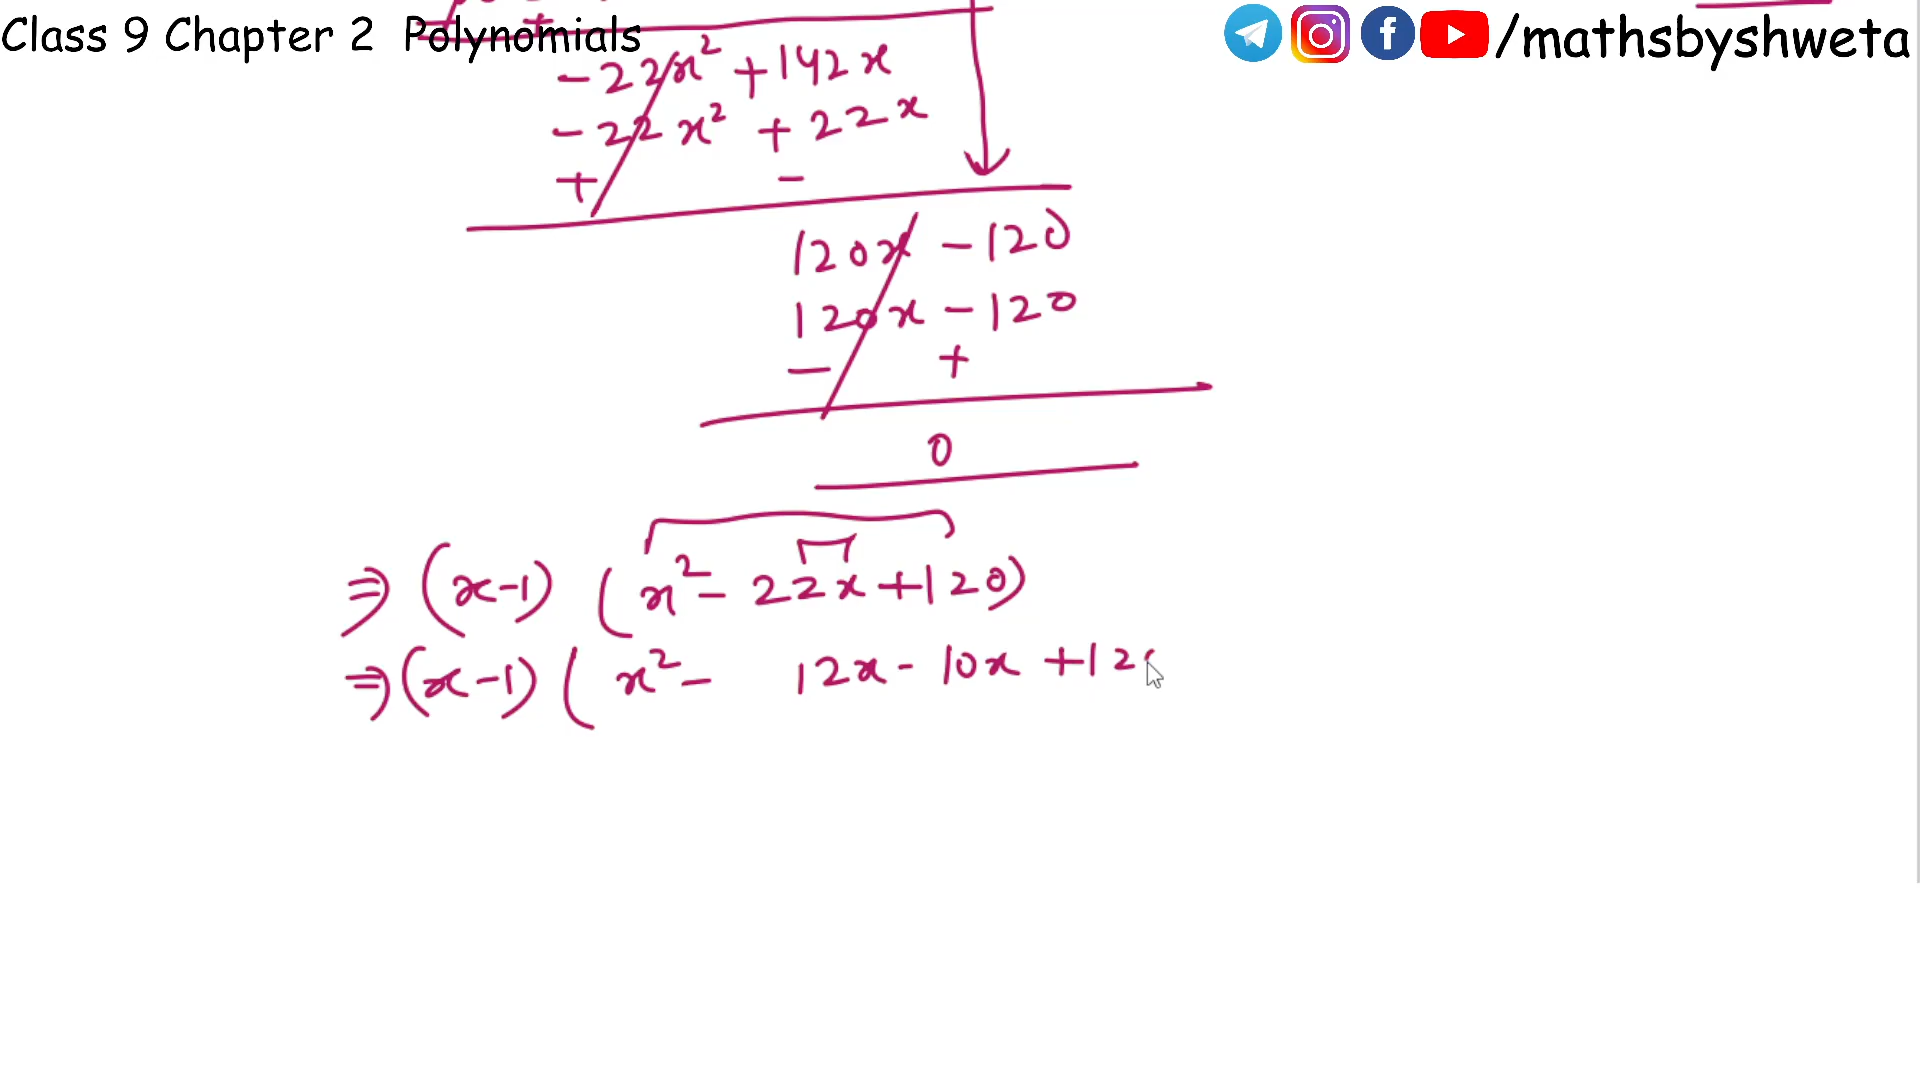 Class 9 Chapter 2 Polynomials
/mathsbyshweta
-22x² +142x
-22x² +22x
+ -
120x -120
120x -120
- +
0
⇒ (x-1) (x²- 22x +120)
⇒ (x-1) ( x² - 12x - 10x +12